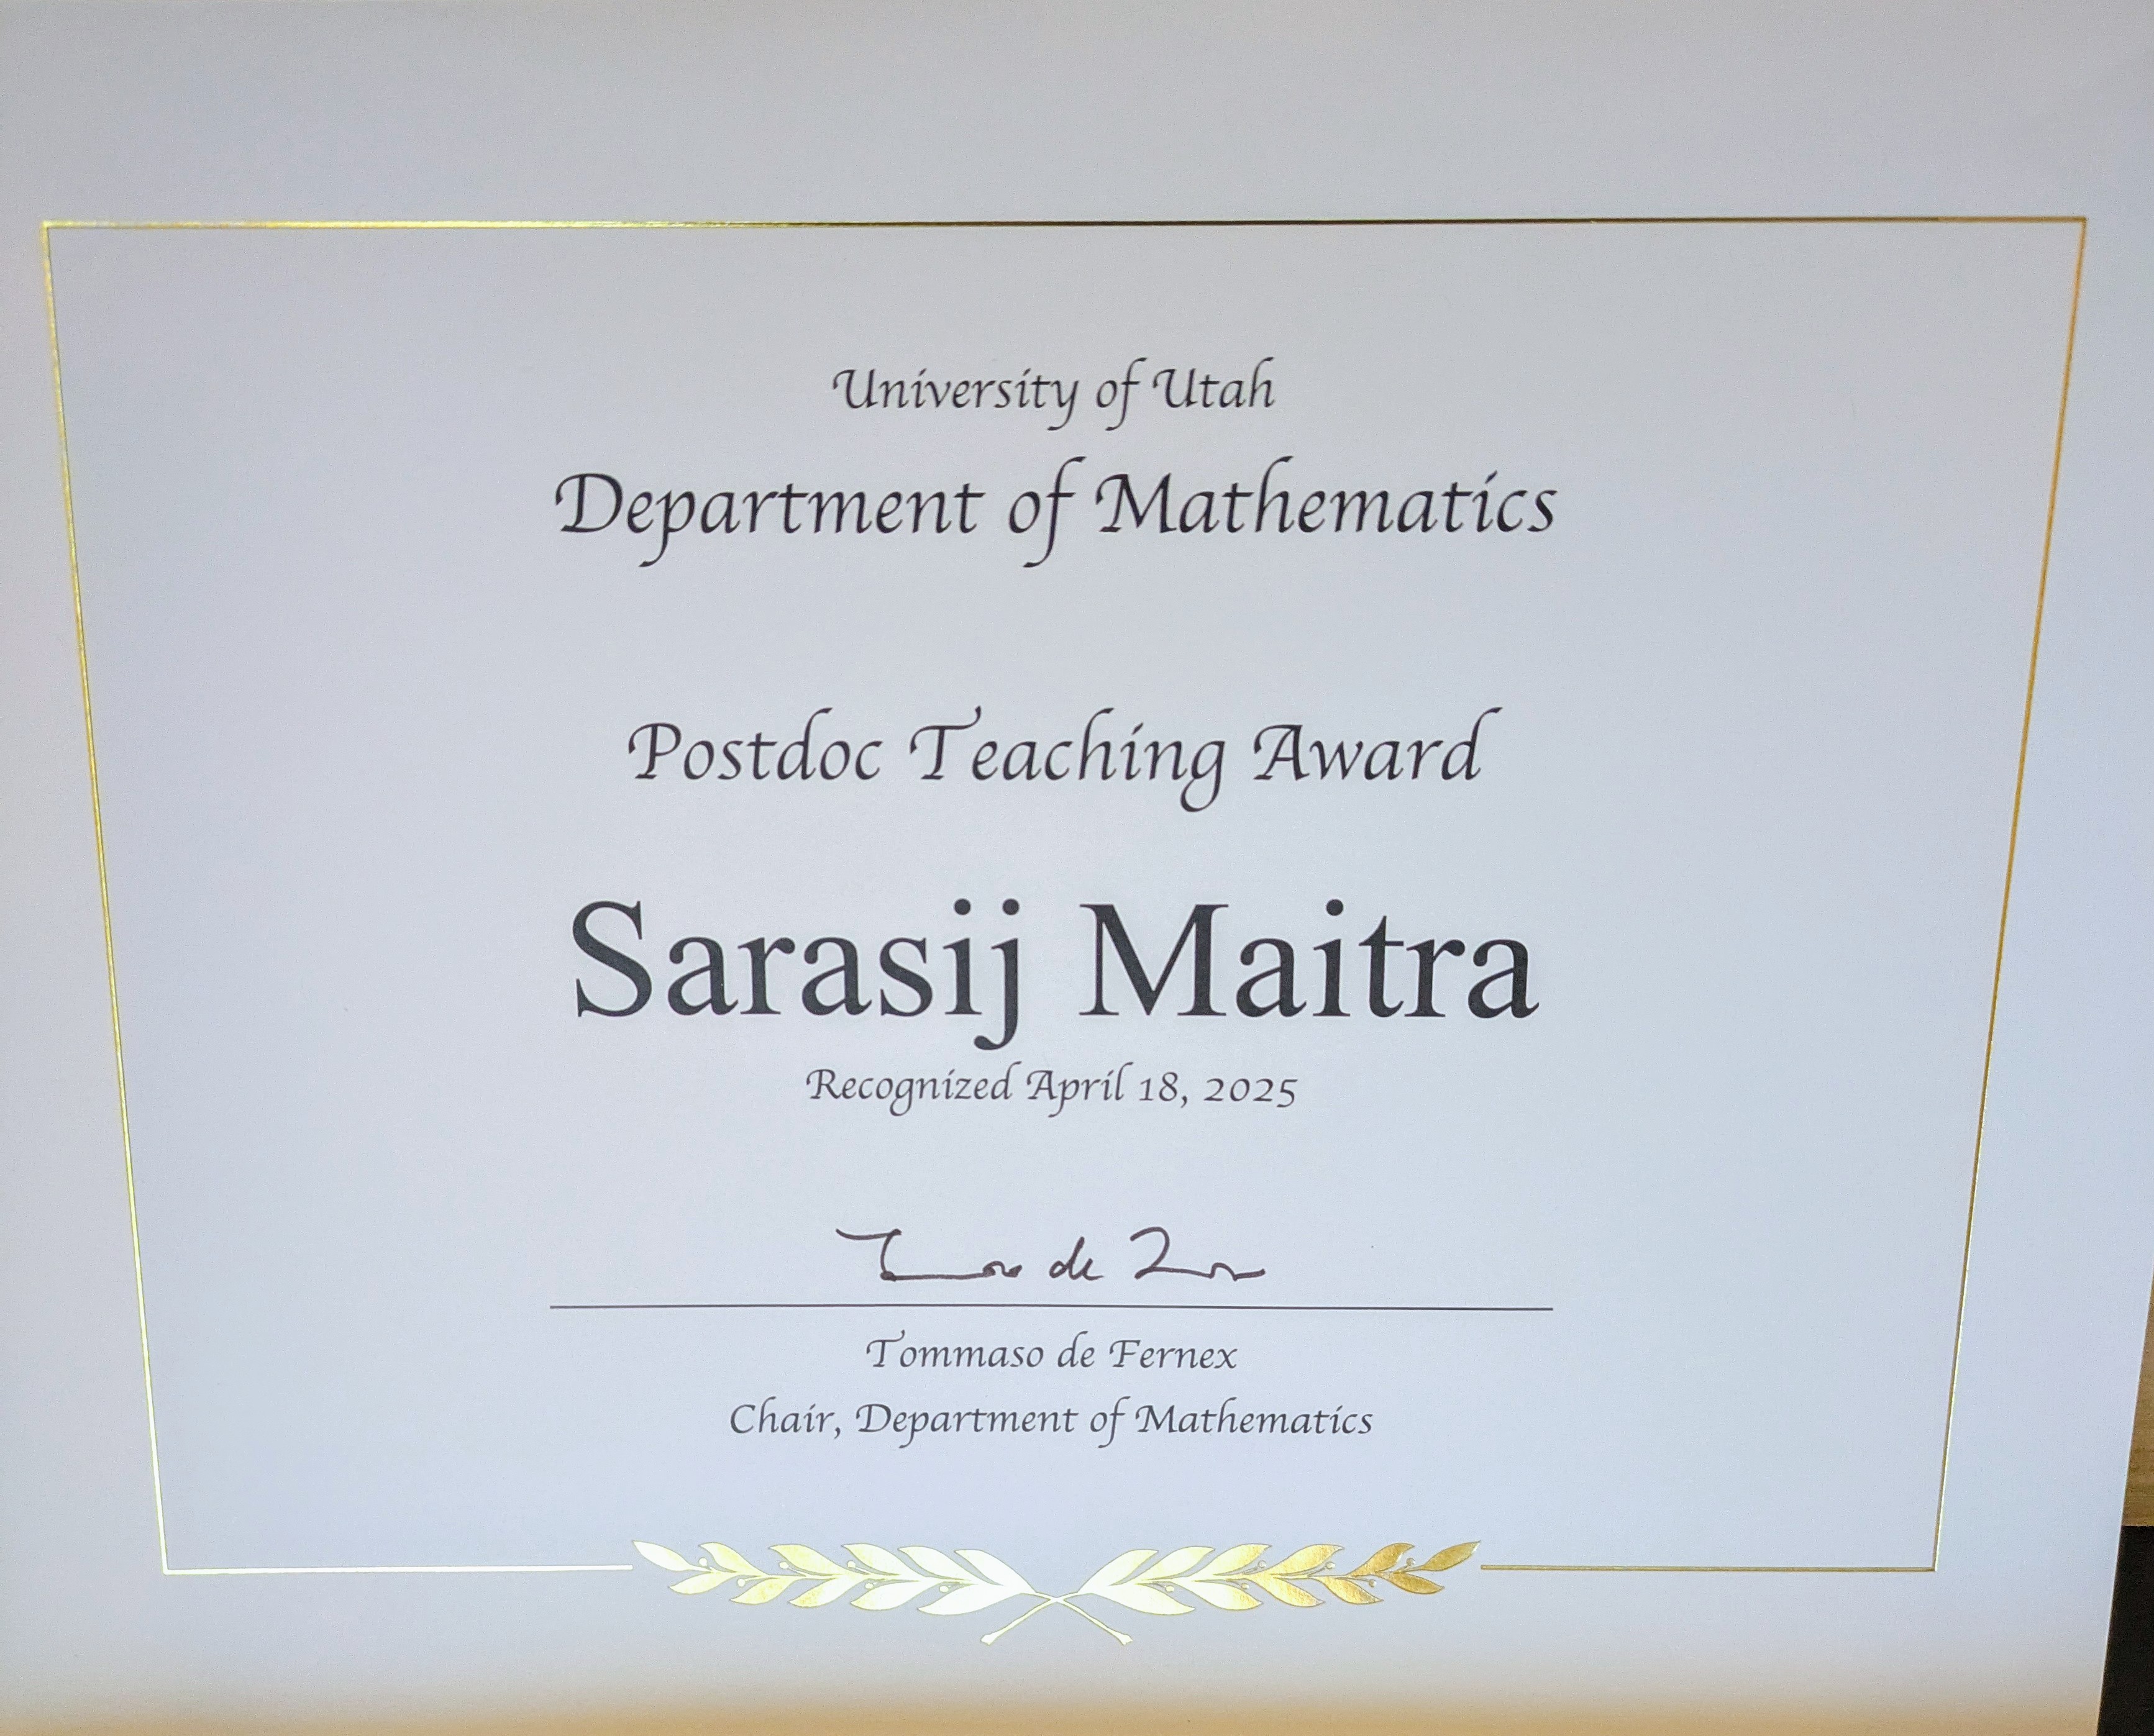 University of Utah
Department of Mathematics
Postdoc Teaching Award
Sarasij Maitra
Recognized April 18, 2025
Tommaso de Fernex
Chair, Department of Mathematics